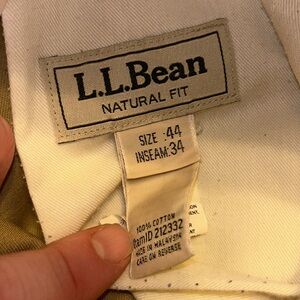 L.L.Bean
NATURAL FIT
SIZE :44
INSEAM:34
100% COTTON
ItemID 212332
MADE IN MALAYSIA
CARE ON REVERSE